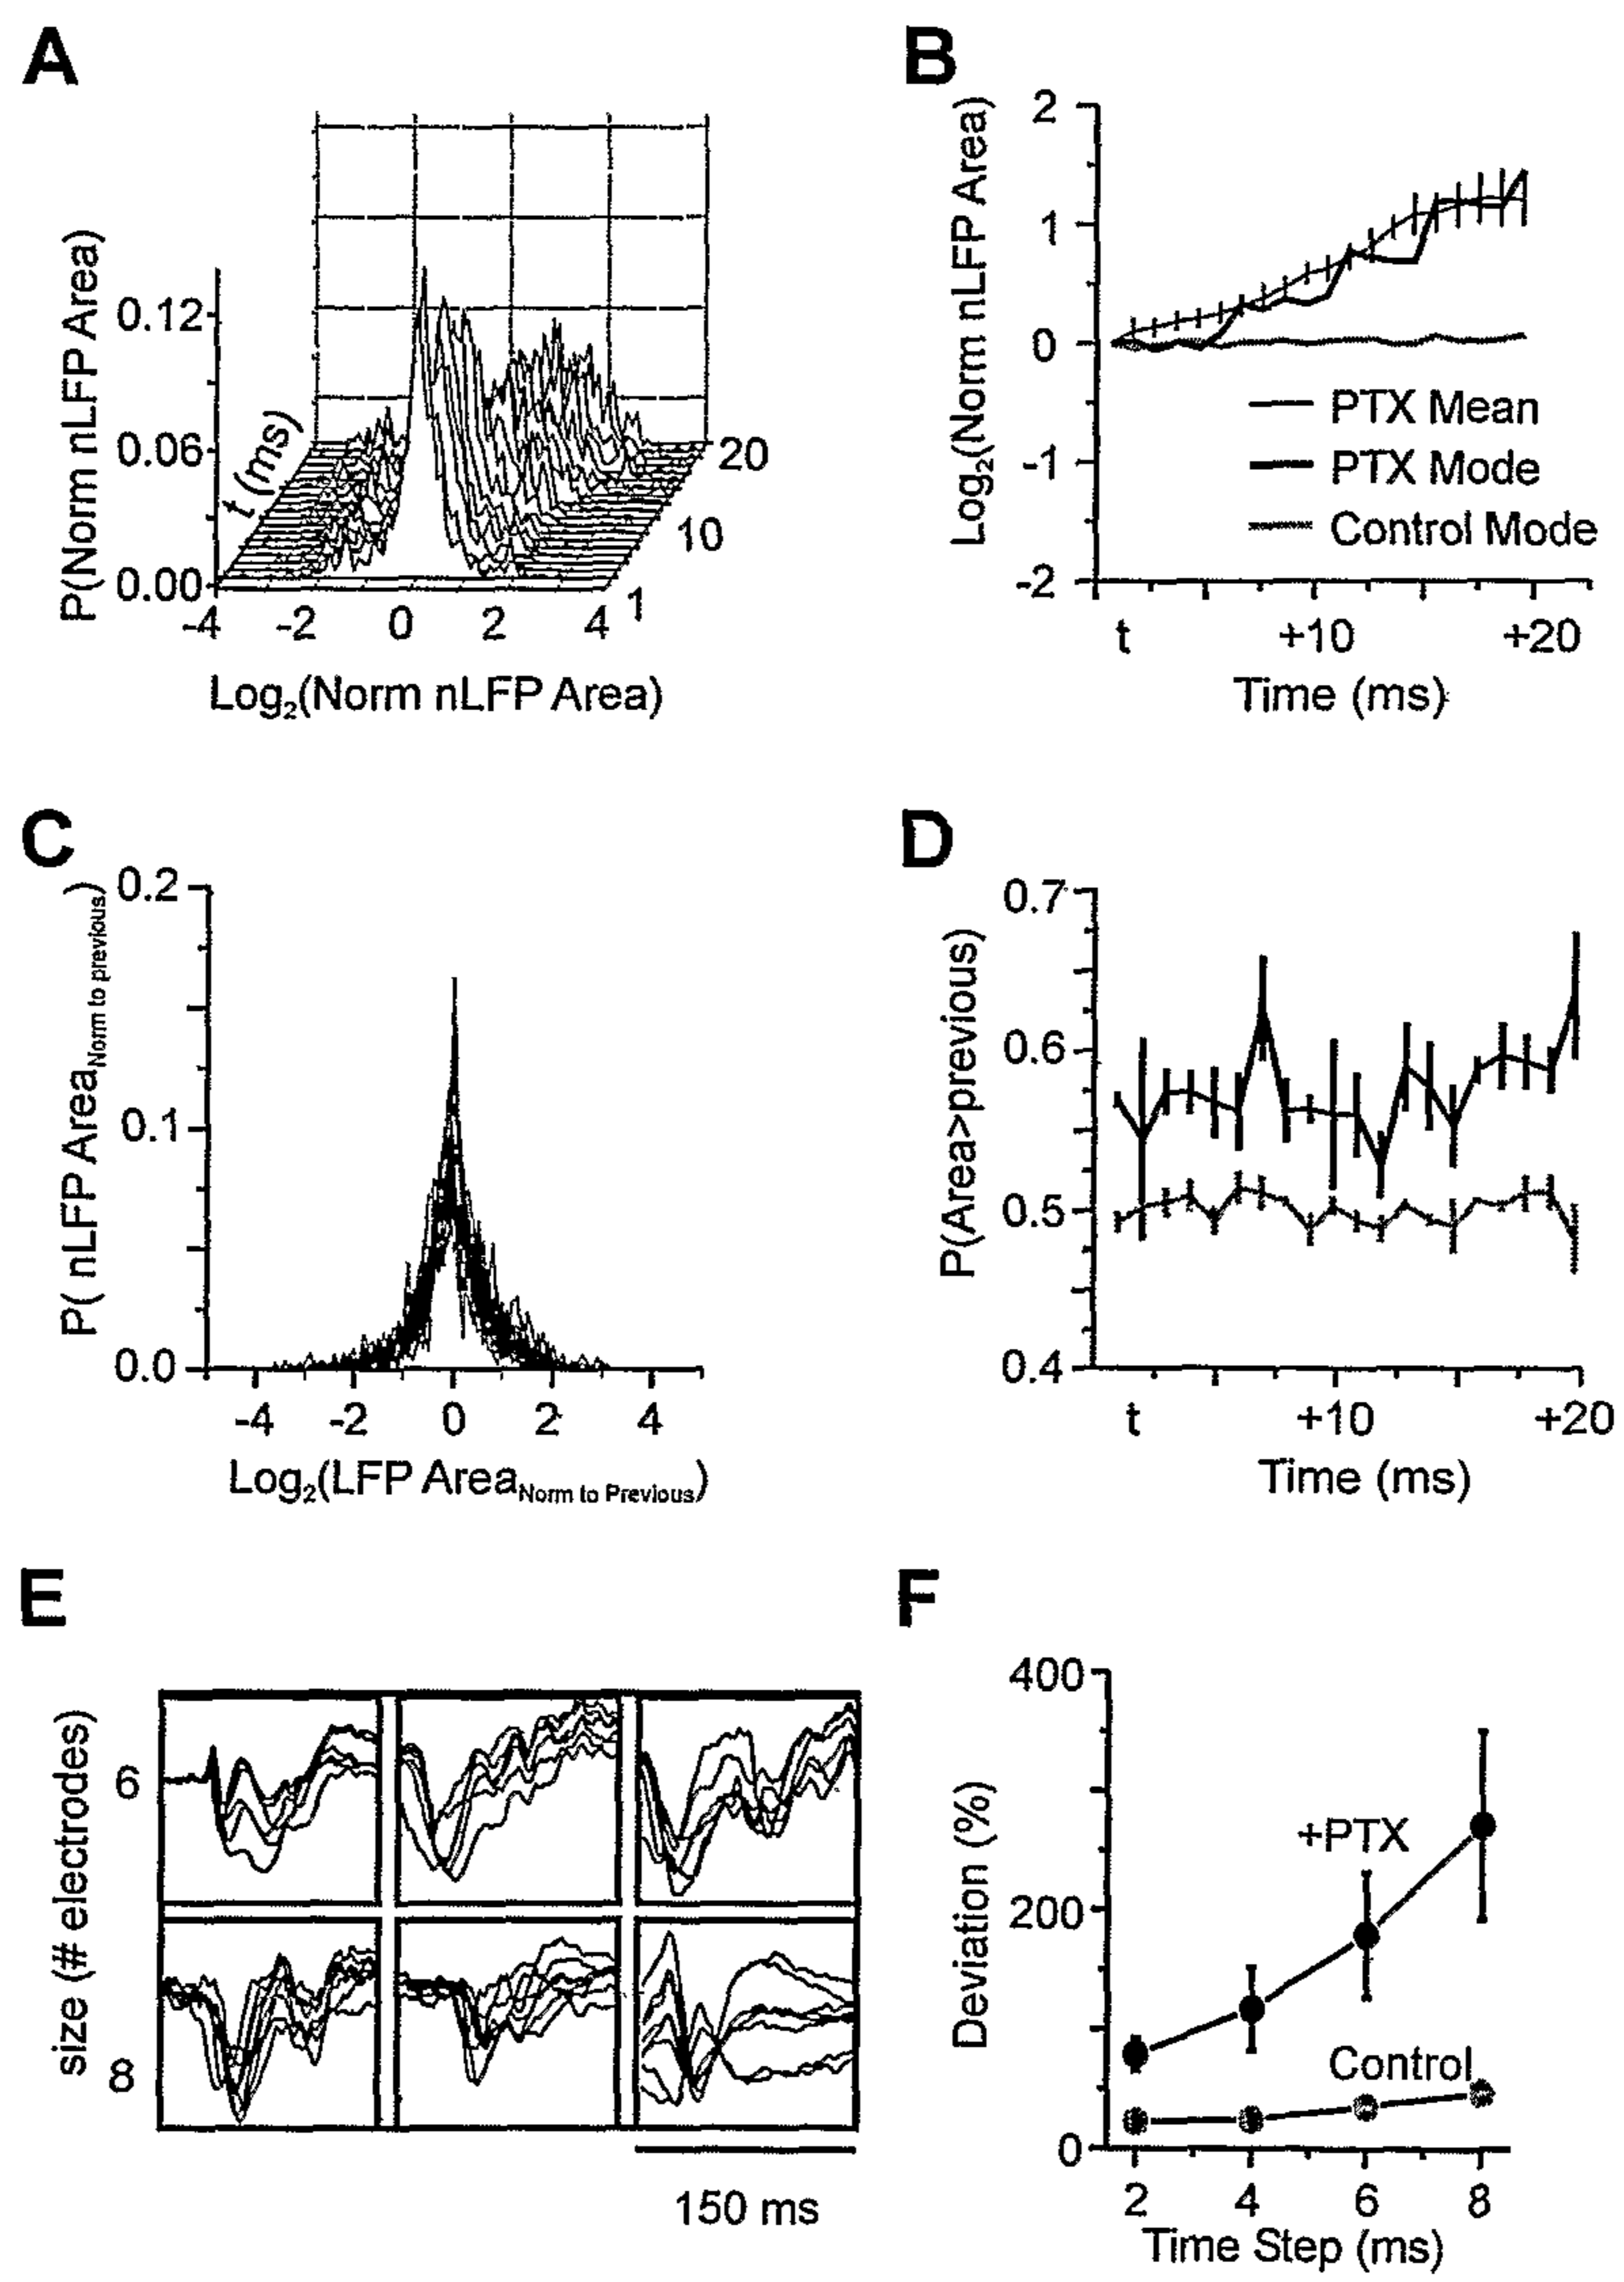 A
P(Norm nLFP Area)
0.12
0.06
0.00
t (ms)
20
10
1
-4 -2 0 2 4
Log2(Norm nLFP Area)
B
Log2(Norm nLFP Area)
2
1
0
-1
-2
PTX Mean
PTX Mode
Control Mode
t +10 +20
Time (ms)
C
P( nLFP AreaNorm to previous)
0.2
0.1
0.0
-4 -2 0 2 4
Log2(LFP AreaNorm to Previous)
D
P(Area>previous)
0.7
0.6
0.5
0.4
t +10 +20
Time (ms)
E
size (# electrodes)
6
8
150 ms
F
Deviation (%)
400
200
0
+PTX
Control
2 4 6 8
Time Step (ms)